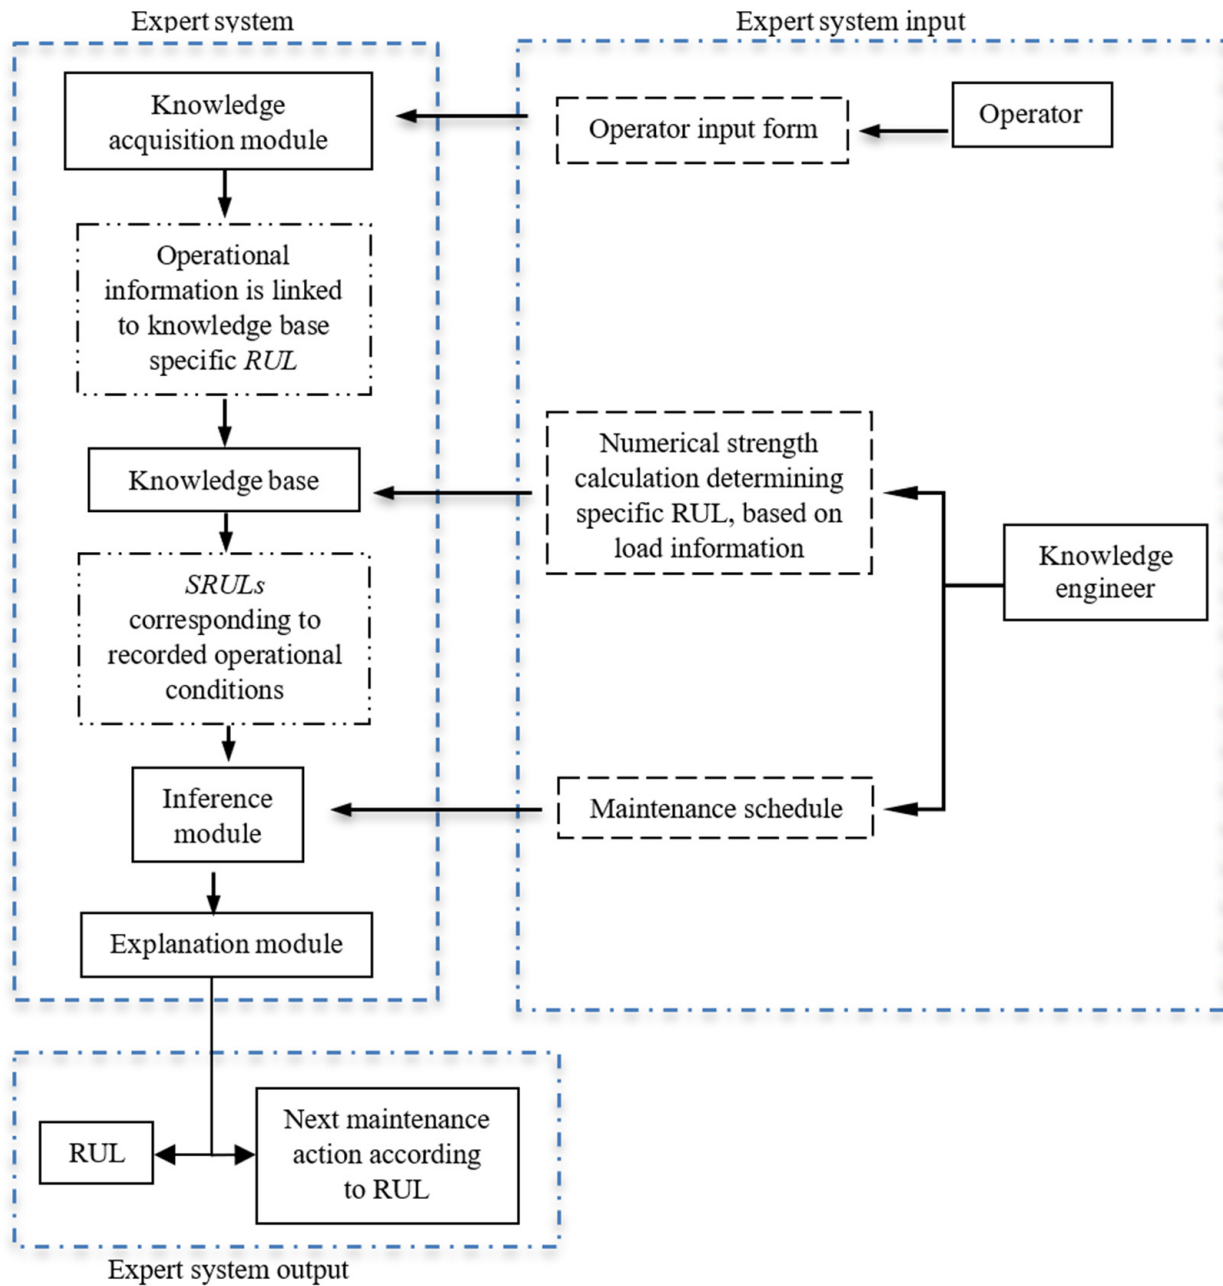 Expert system
Expert system input
Knowledge
acquisition module
Operator input form
Operator
Operational
information is linked
to knowledge base
specific RUL
Knowledge base
Numerical strength
calculation determining
specific RUL, based on
load information
Knowledge
engineer
SRULs
corresponding to
recorded operational
conditions
Inference
module
Maintenance schedule
Explanation module
RUL
Next maintenance
action according
to RUL
Expert system output